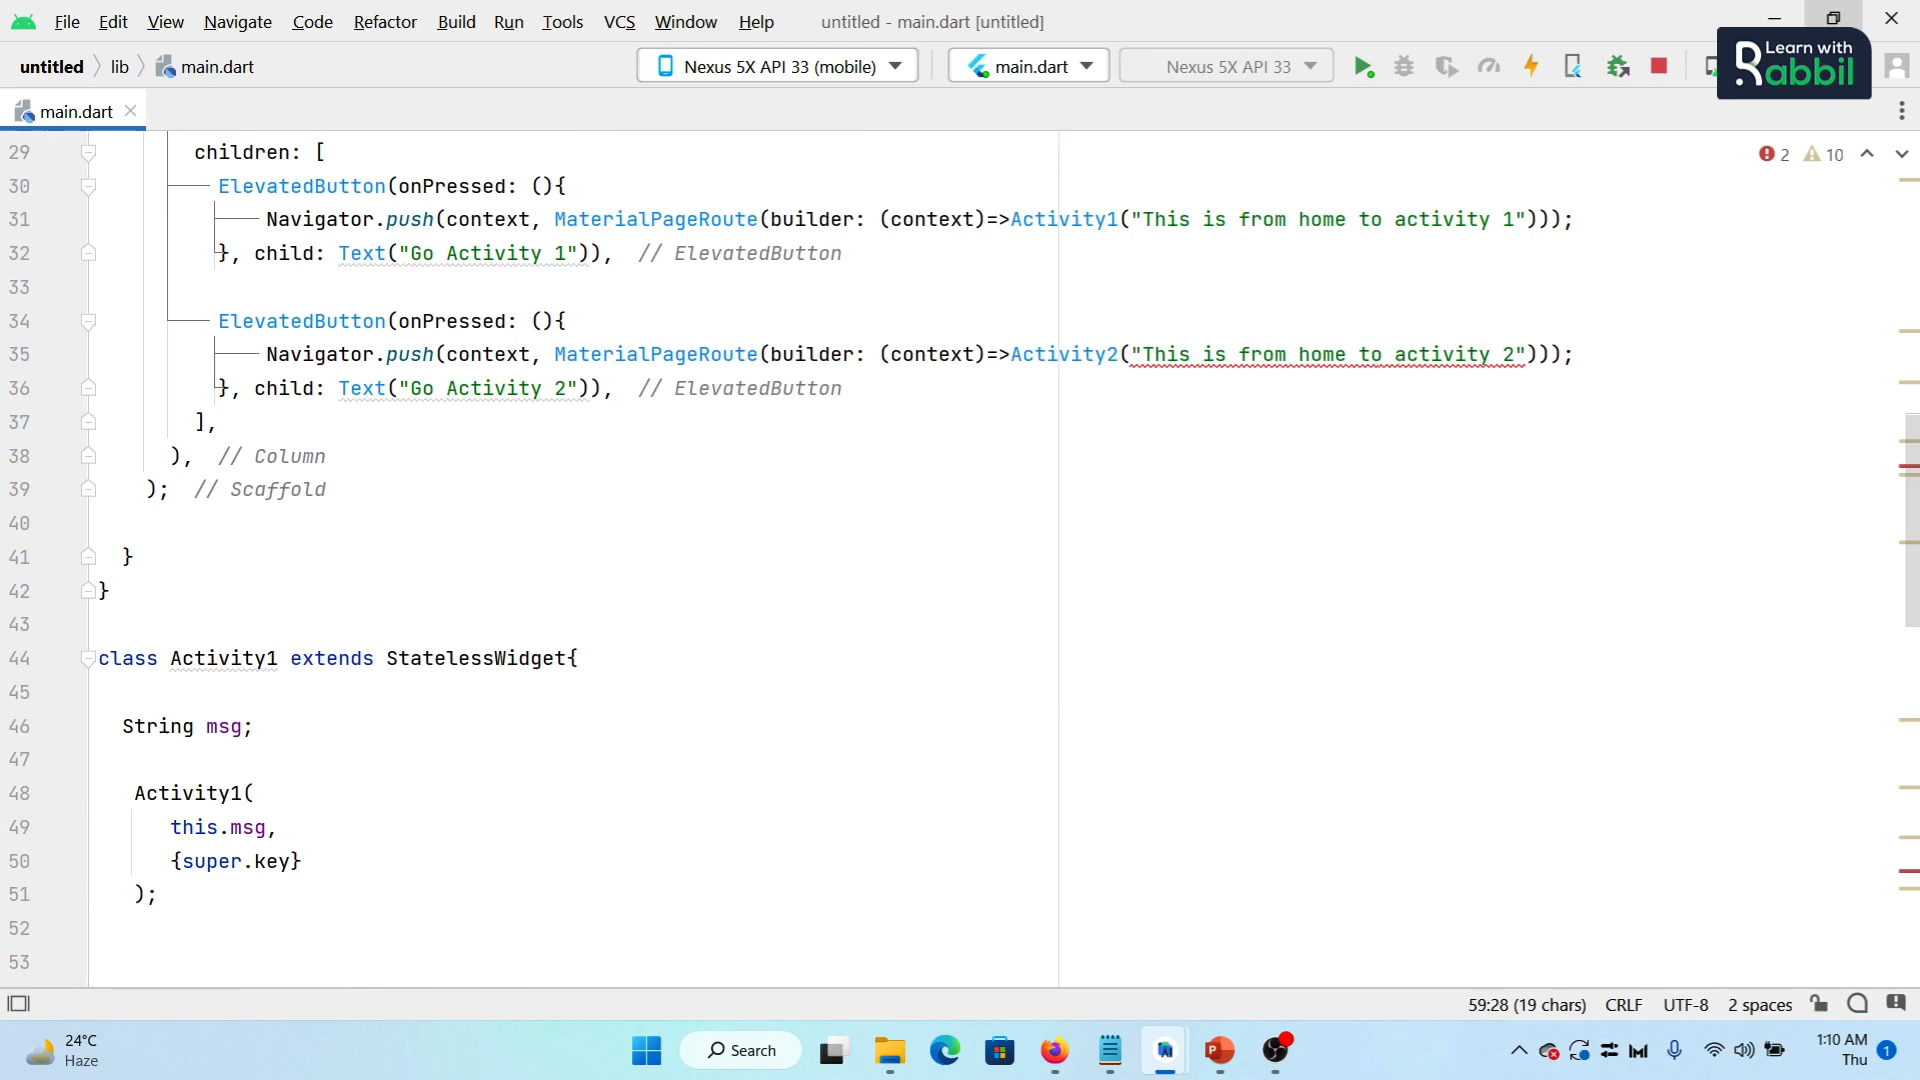 File Edit View Navigate Code Refactor Build Run Tools VCS Window Help untitled - main.dart [untitled]
untitled lib main.dart Nexus 5X API 33 (mobile) main.dart Nexus 5X API 33
Learn with
Rabbil
main.dart
2 10
29 children: [
30 ElevatedButton(onPressed: (){
31 Navigator.push(context, MaterialPageRoute(builder: (context)=>Activity1("This is from home to activity 1")));
32 }, child: Text("Go Activity 1")), // ElevatedButton
33
34 ElevatedButton(onPressed: (){
35 Navigator.push(context, MaterialPageRoute(builder: (context)=>Activity2("This is from home to activity 2")));
36 }, child: Text("Go Activity 2")), // ElevatedButton
37 ],
38 ), // Column
39 ); // Scaffold
40
41 }
42 }
43
44 class Activity1 extends StatelessWidget{
45
46 String msg;
47
48 Activity1(
49 this.msg,
50 {super.key}
51 );
52
53
59:28 (19 chars) CRLF UTF-8 2 spaces
24°C
Haze
Search
1:10 AM
Thu
1